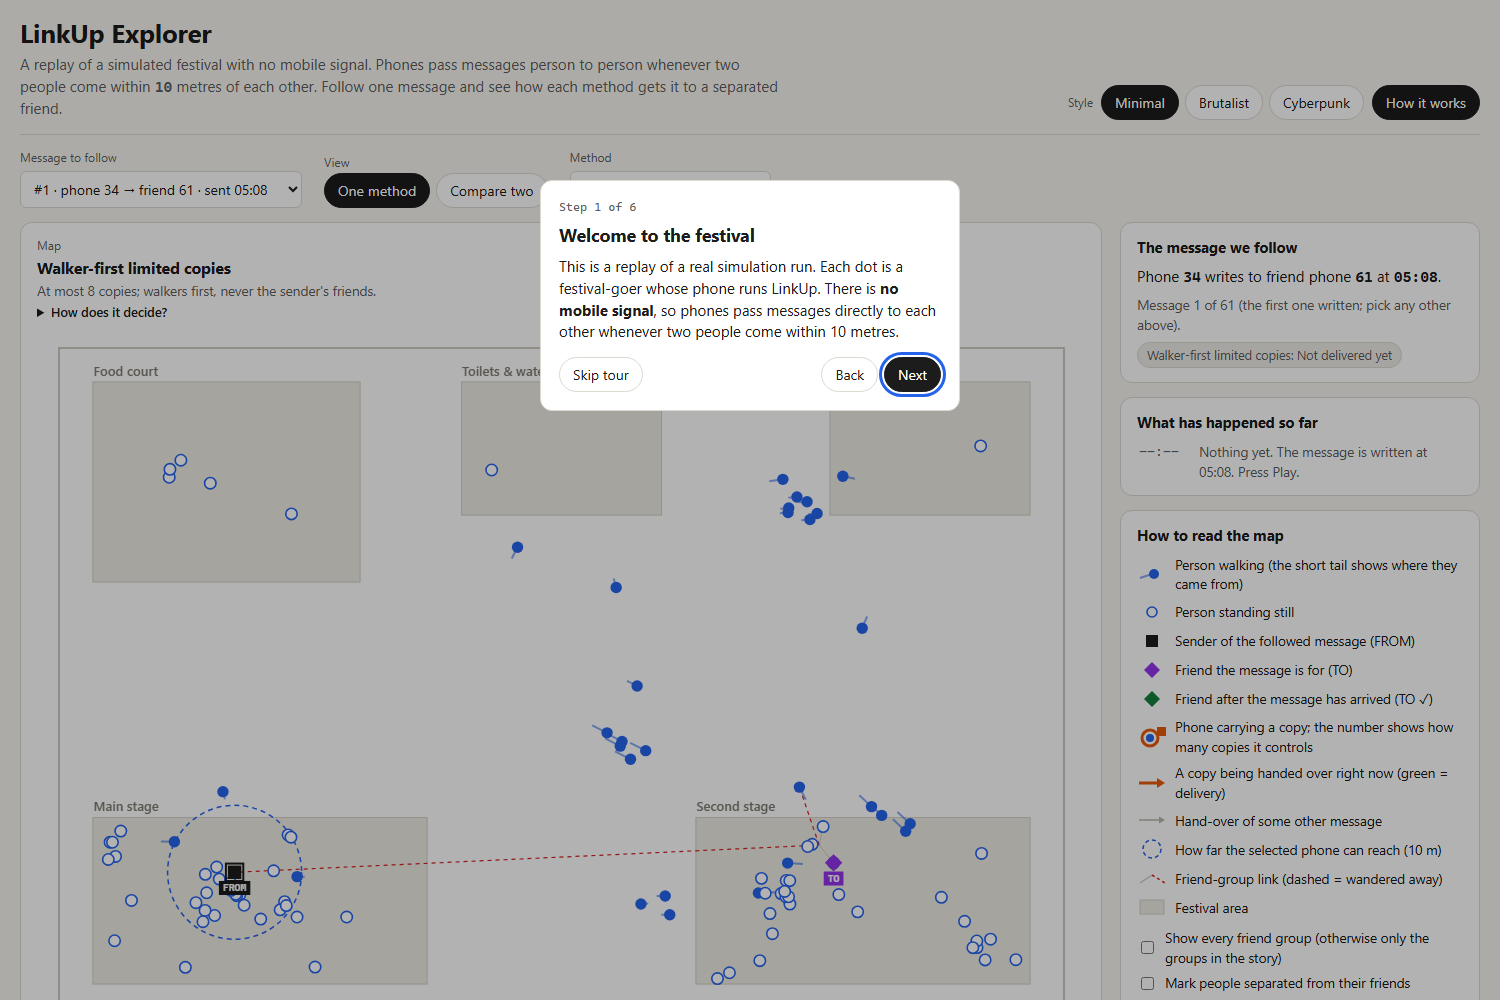 LinkUp Explorer
A replay of a simulated festival with no mobile signal. Phones pass messages person to person whenever two
people come within 10 metres of each other. Follow one message and see how each method gets it to a separated
friend.
Style
Minimal
Brutalist
Cyberpunk
How it works
Message to follow
#1 · phone 34 → friend 61 · sent 05:08
View
One method
Compare two
Method
Step 1 of 6
Welcome to the festival
This is a replay of a real simulation run. Each dot is a
festival-goer whose phone runs LinkUp. There is no
mobile signal, so phones pass messages directly to each
other whenever two people come within 10 metres.
Skip tour
Back
Next
Map
Walker-first limited copies
At most 8 copies; walkers first, never the sender's friends.
▶ How does it decide?
Food court
Toilets & wate
Main stage
Second stage
FROM
TO
The message we follow
Phone 34 writes to friend phone 61 at 05:08.
Message 1 of 61 (the first one written; pick any other
above).
Walker-first limited copies: Not delivered yet
What has happened so far
--:-- Nothing yet. The message is written at
05:08. Press Play.
How to read the map
Person walking (the short tail shows where they
came from)
Person standing still
Sender of the followed message (FROM)
Friend the message is for (TO)
Friend after the message has arrived (TO ✓)
Phone carrying a copy; the number shows how
many copies it controls
A copy being handed over right now (green =
delivery)
Hand-over of some other message
How far the selected phone can reach (10 m)
Friend-group link (dashed = wandered away)
Festival area
Show every friend group (otherwise only the
groups in the story)
Mark people separated from their friends